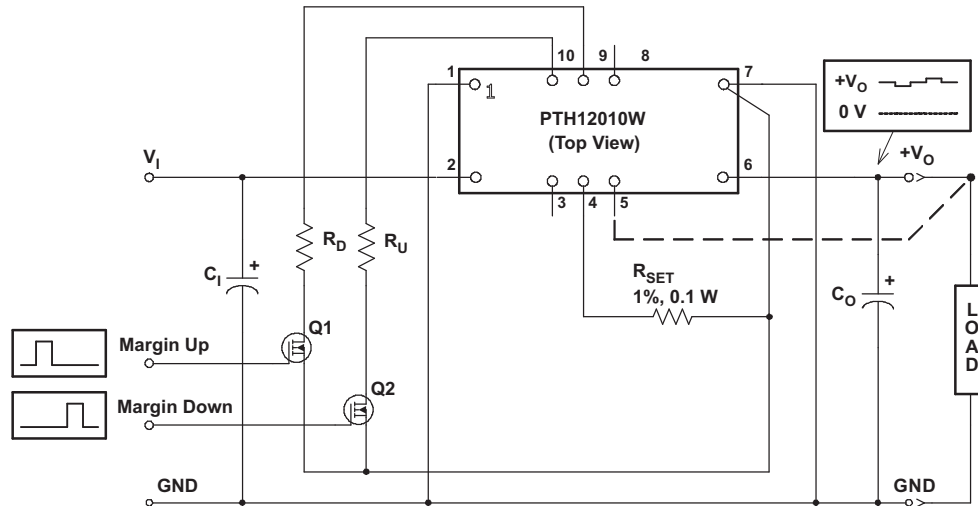 10 9 8
1 1 7
PTH12010W
(Top View)
+VO
0 V
VI 2 6 +VO
3 4 5
RD RU
RSET
1%, 0.1 W
CI + + CO
L
O
A
D
Q1
Margin Up
Q2
Margin Down
GND GND